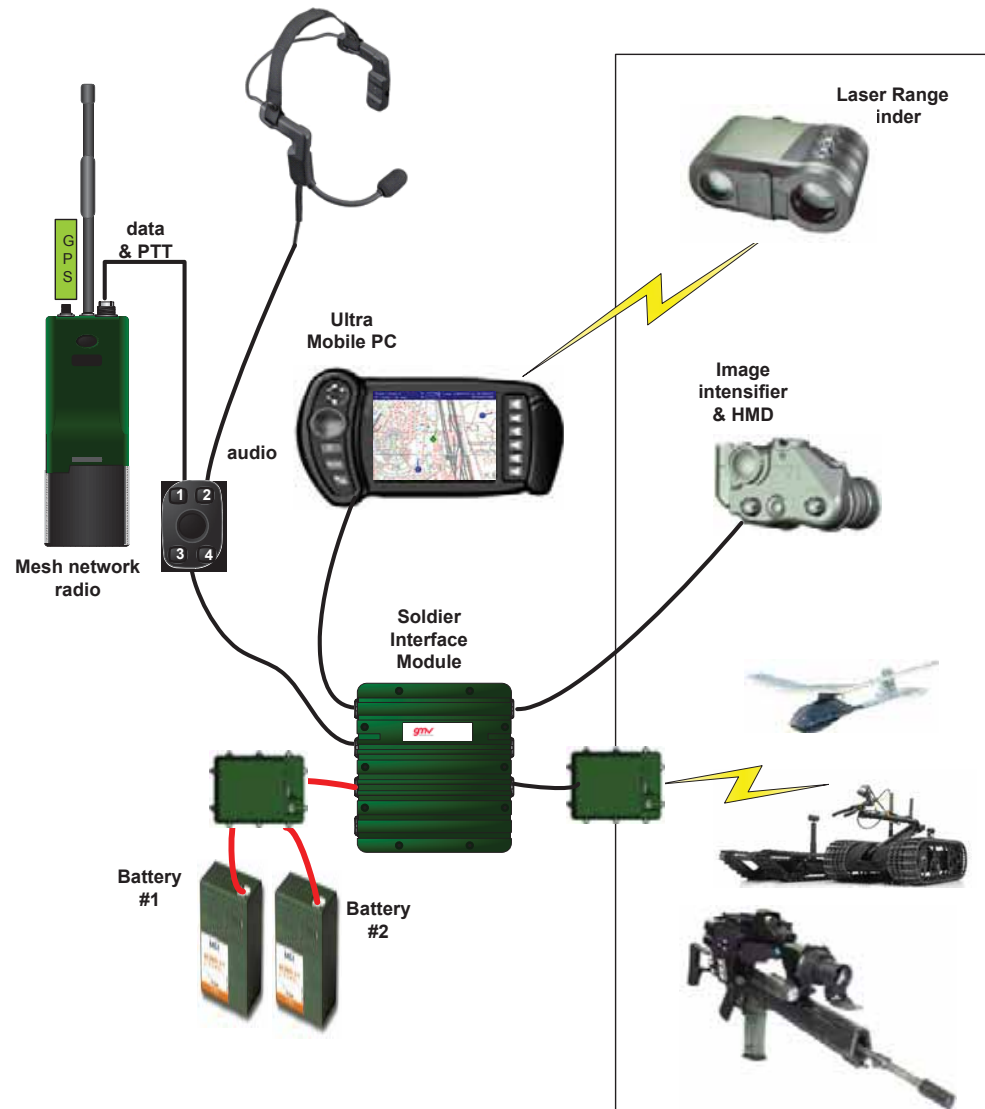 Laser Range
inder
G
P
S
data
& PTT
Ultra
Mobile PC
Image
intensifier
& HMD
audio
1 2
3 4
Mesh network
radio
Soldier
Interface
Module
gmv
Battery
#1
Battery
#2